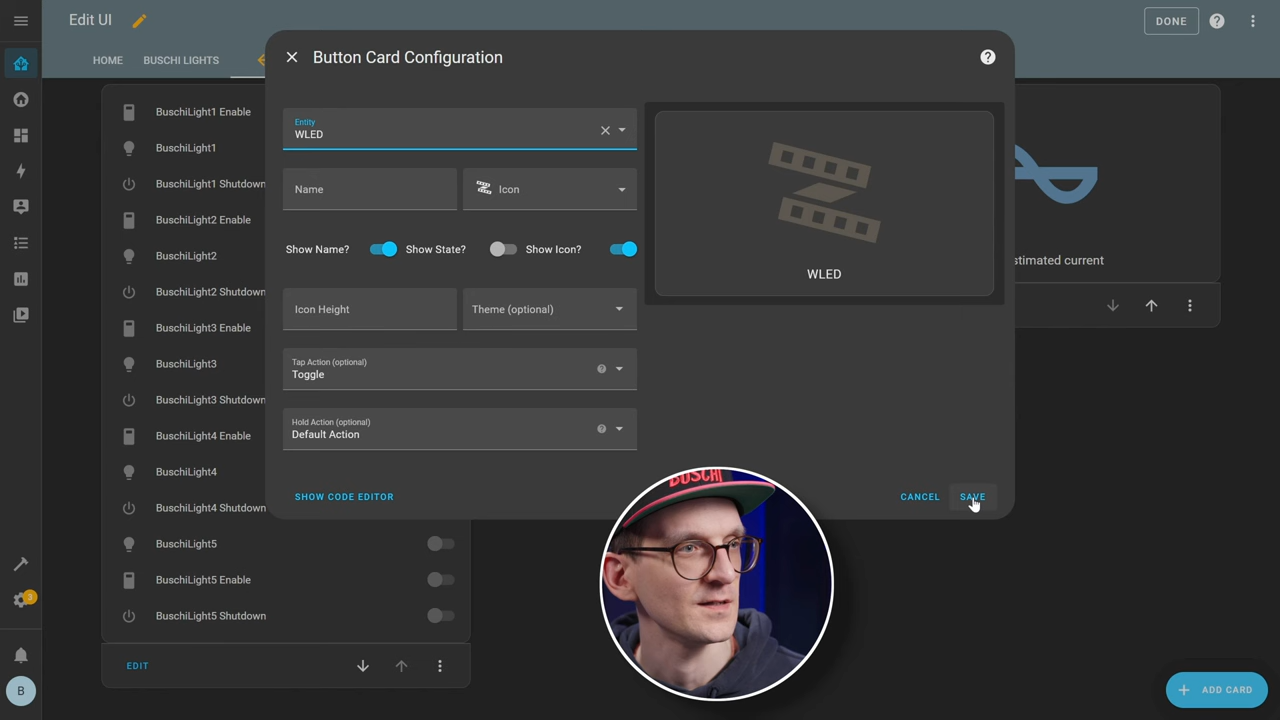 Edit UI
DONE
HOME
BUSCHI LIGHTS
Button Card Configuration
BuschiLight1 Enable
BuschiLight1
BuschiLight1 Shutdown
BuschiLight2 Enable
BuschiLight2
BuschiLight2 Shutdown
BuschiLight3 Enable
BuschiLight3
BuschiLight3 Shutdown
BuschiLight4 Enable
BuschiLight4
BuschiLight4 Shutdown
BuschiLight5
BuschiLight5 Enable
BuschiLight5 Shutdown
EDIT
Entity
WLED
Name
Icon
Show Name?
Show State?
Show Icon?
Icon Height
Theme (optional)
Tap Action (optional)
Toggle
Hold Action (optional)
Default Action
SHOW CODE EDITOR
CANCEL
SAVE
WLED
stimated current
BUSCHI
3
B
ADD CARD